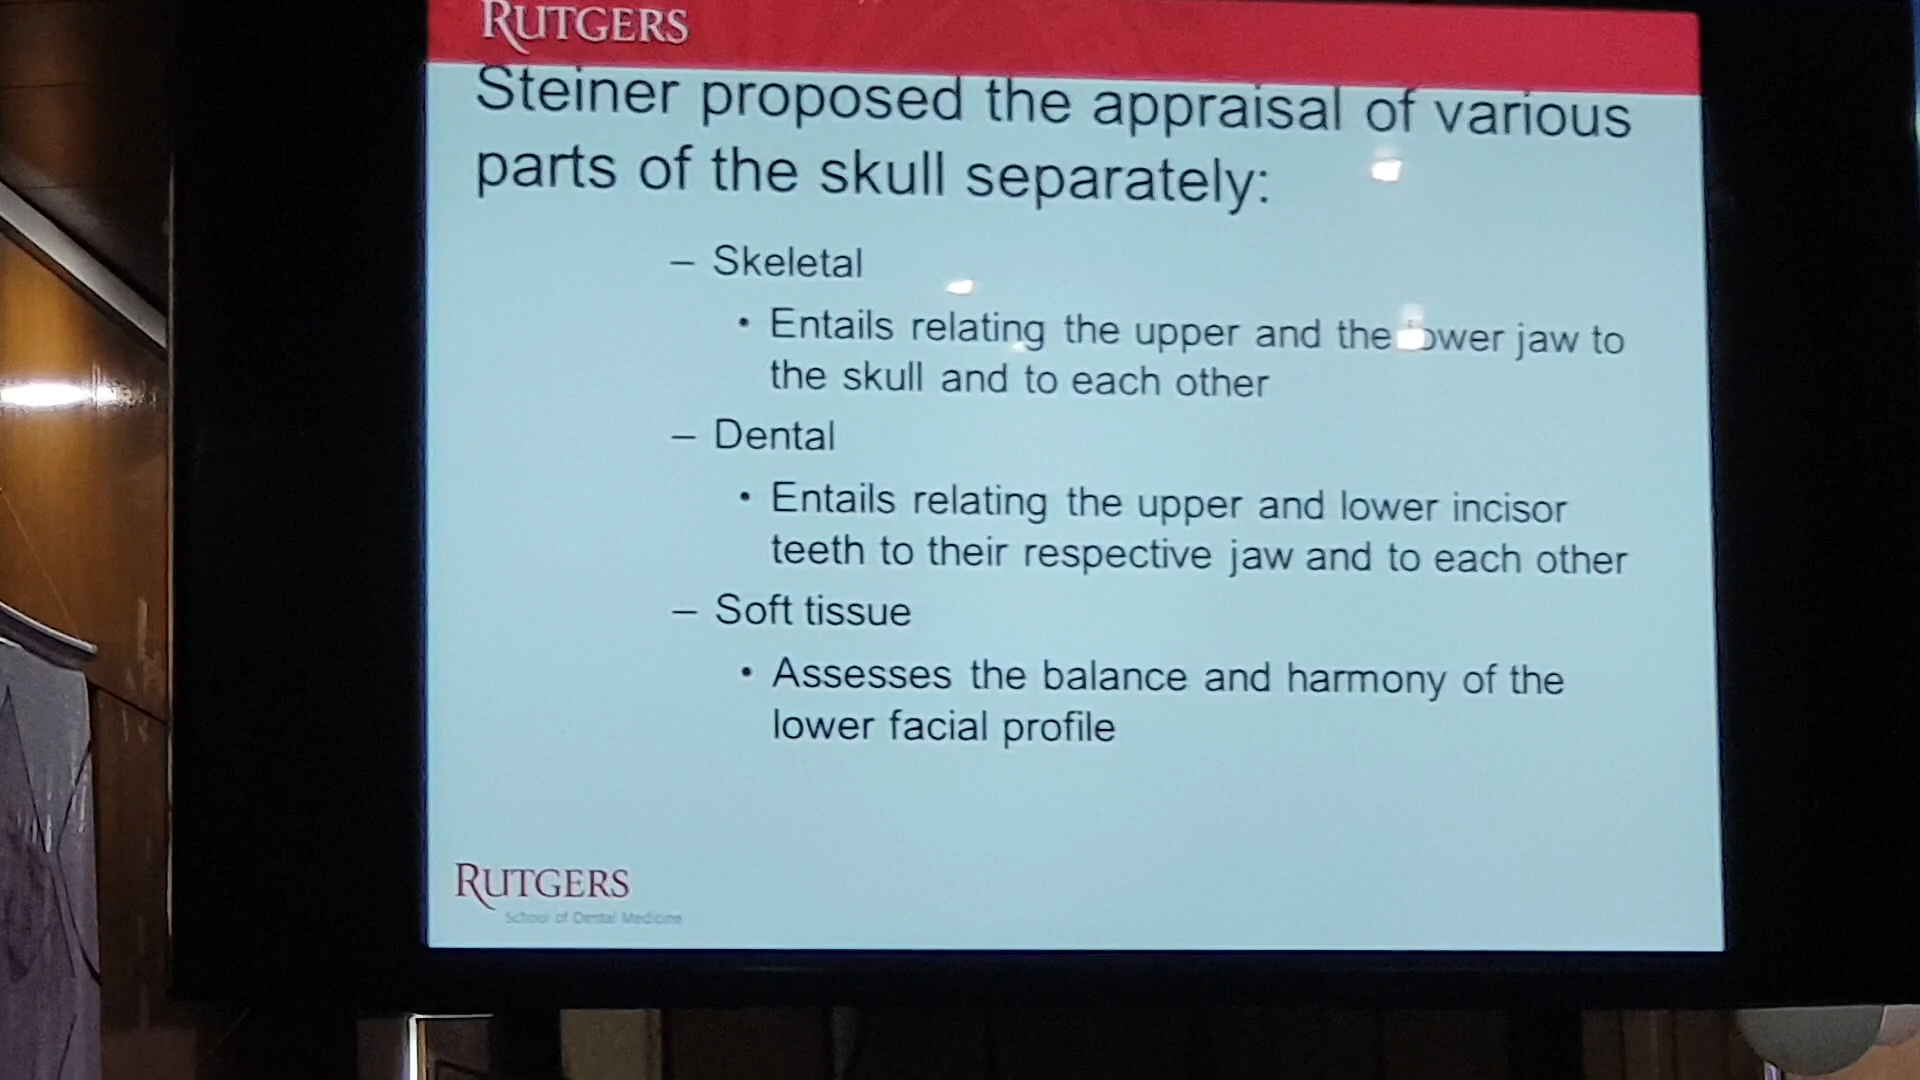 RUTGERS
Steiner proposed the appraisal of various
parts of the skull separately:
– Skeletal
• Entails relating the upper and the lower jaw to
the skull and to each other
– Dental
• Entails relating the upper and lower incisor
teeth to their respective jaw and to each other
– Soft tissue
• Assesses the balance and harmony of the
lower facial profile
RUTGERS
School of Dental Medicine